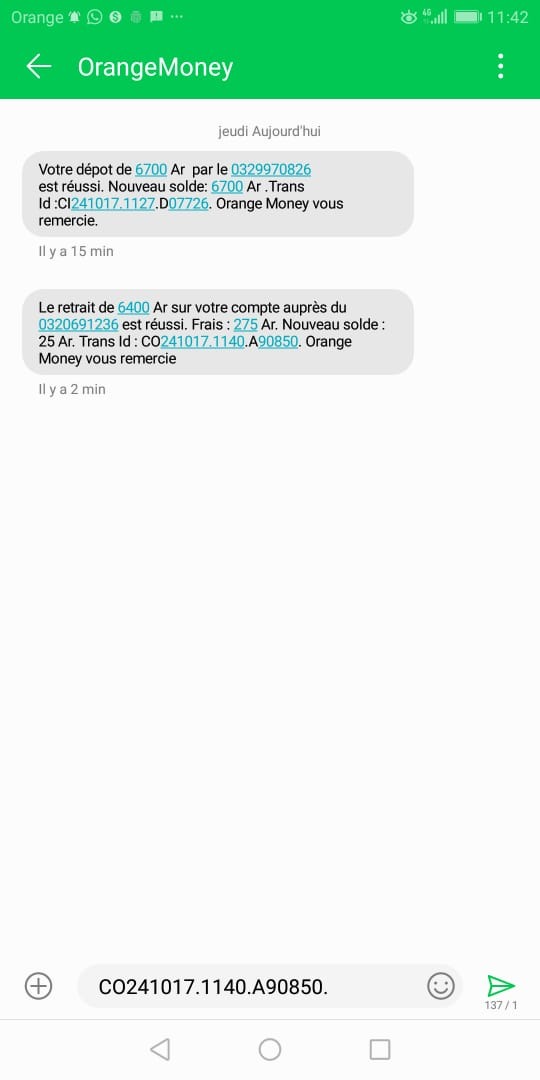 Orange 11:42
4G
OrangeMoney
jeudi Aujourd'hui
Votre dépot de 6700 Ar par le 0329970826
est réussi. Nouveau solde: 6700 Ar .Trans
Id :CI241017.1127.D07726. Orange Money vous
remercie.
Il y a 15 min
Le retrait de 6400 Ar sur votre compte auprès du
0320691236 est réussi. Frais : 275 Ar. Nouveau solde :
25 Ar. Trans Id : CO241017.1140.A90850. Orange
Money vous remercie
Il y a 2 min
CO241017.1140.A90850.
137 / 1